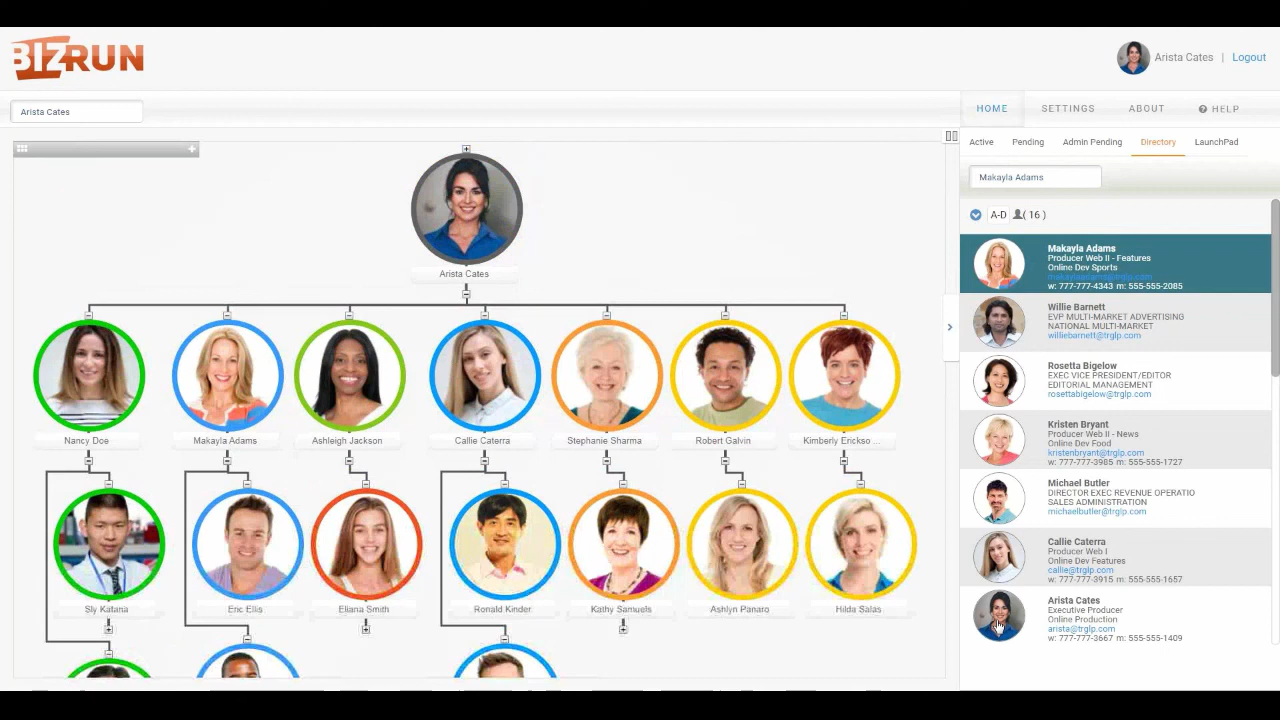 BIZRUN
Arista Cates | Logout
Arista Cates
HOME SETTINGS ABOUT HELP
Active Pending Admin Pending Directory LaunchPad
Makayla Adams
A-D ( 16 )
Arista Cates
Nancy Doe Makayla Adams Ashleigh Jackson Callie Caterra Stephanie Sharma Robert Galvin Kimberly Erickso ...
Sly Katana Eric Ellis Eliana Smith Ronald Kinder Kathy Samuels Ashlyn Panaro Hilda Salas
Makayla Adams
Producer Web II - Features
Online Dev Sports
makaylaadams@trglp.com
w: 777-777-4343 m: 555-555-2085
Willie Barnett
EVP MULTI-MARKET ADVERTISING
NATIONAL MULTI-MARKET
williebarnett@trglp.com
Rosetta Bigelow
EXEC VICE PRESIDENT/EDITOR
EDITORIAL MANAGEMENT
rosettabigelow@trglp.com
Kristen Bryant
Producer Web II - News
Online Dev Food
kristenbryant@trglp.com
w: 777-777-3985 m: 555-555-1727
Michael Butler
DIRECTOR EXEC REVENUE OPERATIO
SALES ADMINISTRATION
michaelbutler@trglp.com
Callie Caterra
Producer Web I
Online Dev Features
callie@trglp.com
w: 777-777-3915 m: 555-555-1657
Arista Cates
Executive Producer
Online Production
arista@trglp.com
w: 777-777-3667 m: 555-555-1409